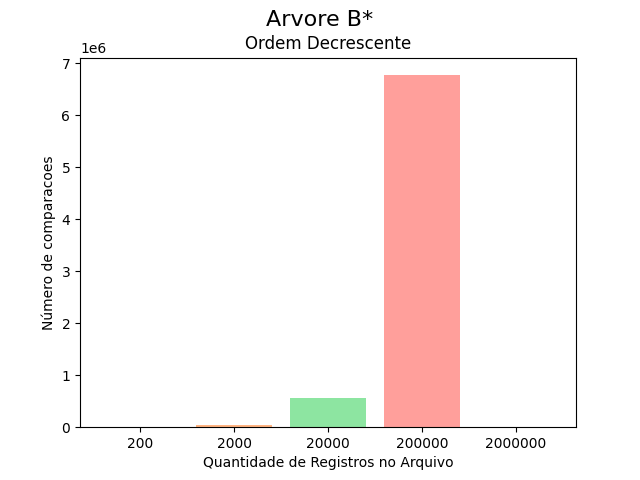 Arvore B*
Ordem Decrescente
1e6
7
6
5
4
3
2
1
0
Número de comparacoes
200 2000 20000 200000 2000000
Quantidade de Registros no Arquivo